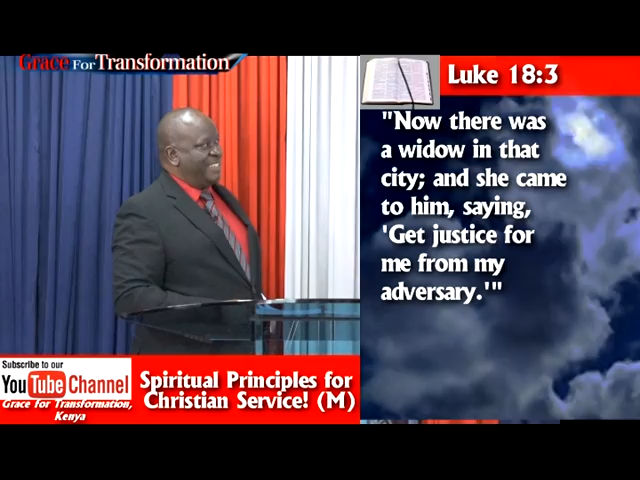 Grace For Transformation
Luke 18:3
"Now there was
a widow in that
city; and she came
to him, saying,
'Get justice for
me from my
adversary.'"
Subscribe to our
YouTube Channel
Grace for Transformation,
Kenya
Spiritual Principles for
Christian Service! (M)